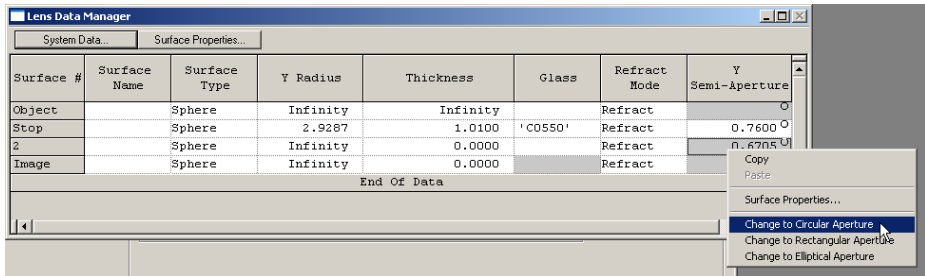 Lens Data Manager
System Data... Surface Properties...
Surface # Surface Name Surface Type Y Radius Thickness Glass Refract Mode Y Semi-Aperture
Object Sphere Infinity Infinity Refract
Stop Sphere 2.9287 1.0100 'C0550' Refract 0.7600 O
2 Sphere Infinity 0.0000 Refract 0.6705 O
Image Sphere Infinity 0.0000 Refract
End Of Data
Copy
Paste
Surface Properties...
Change to Circular Aperture
Change to Rectangular Aperture
Change to Elliptical Aperture